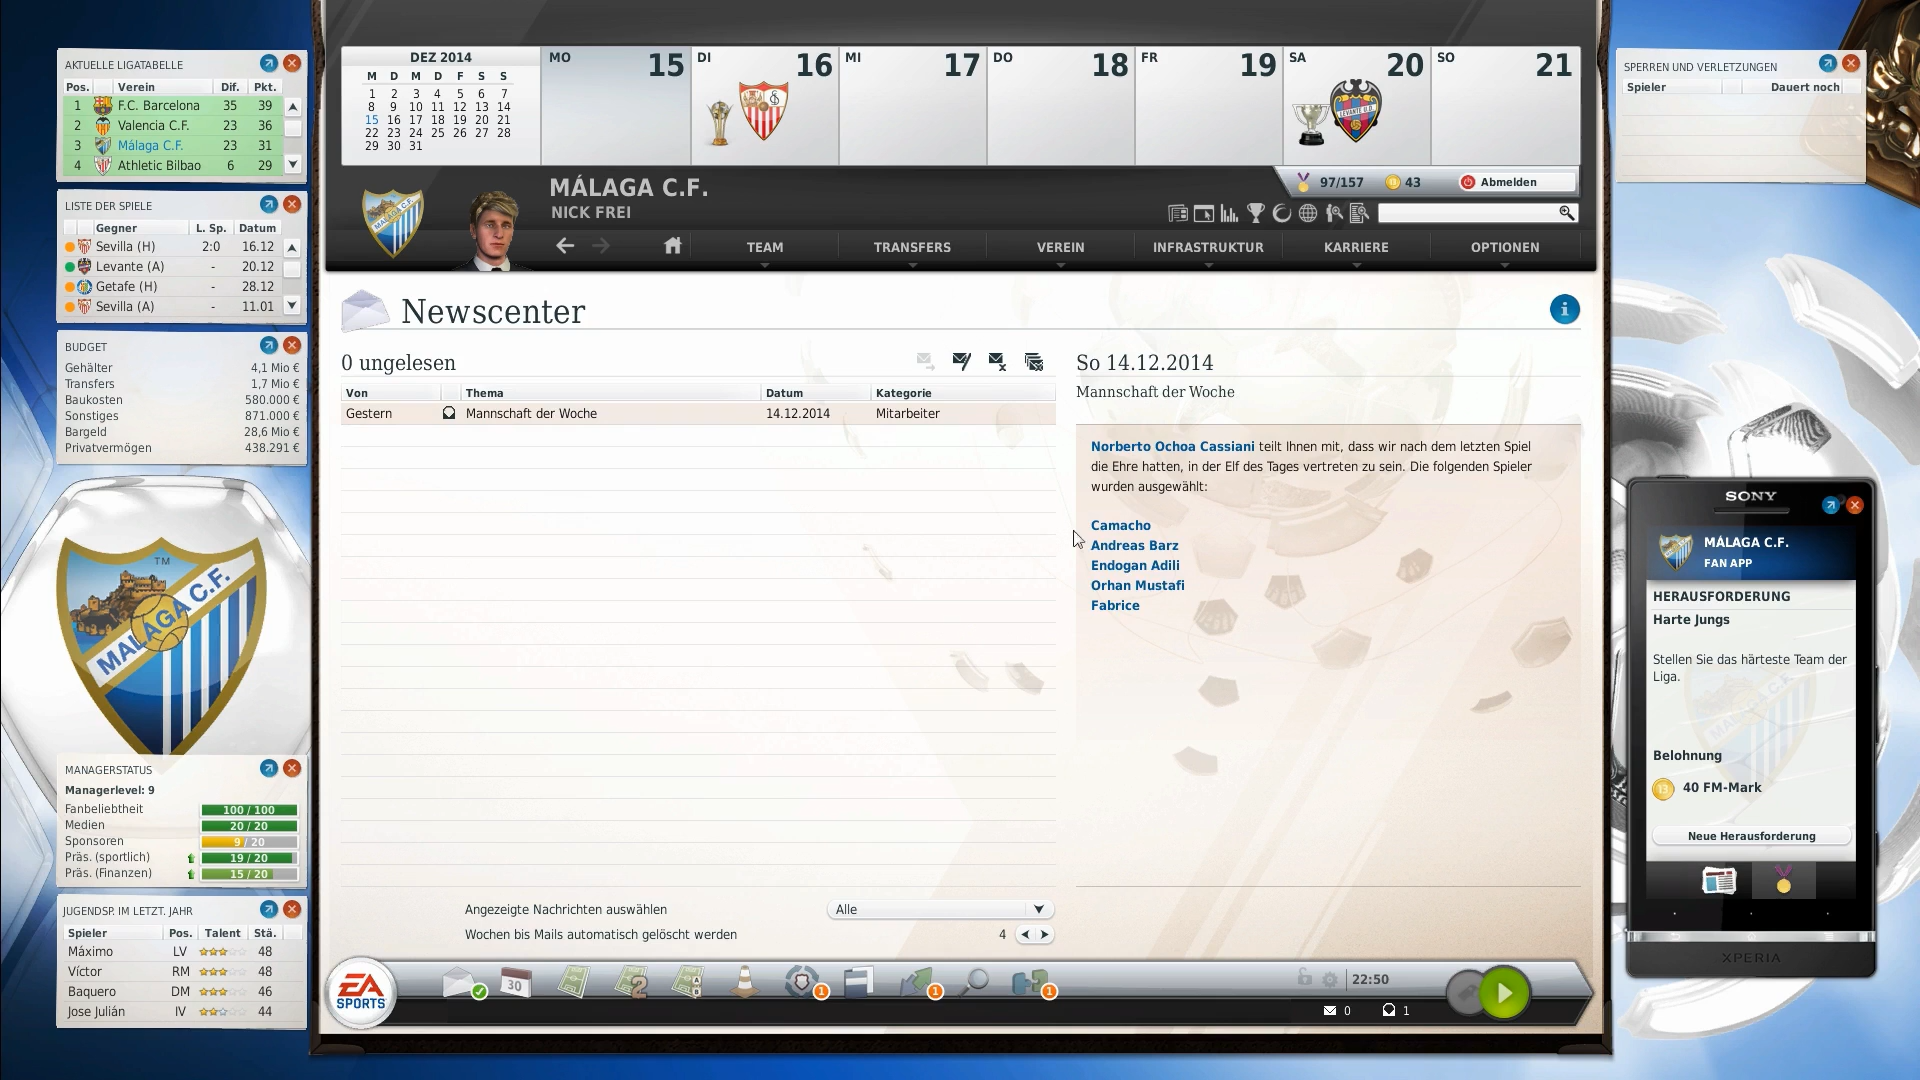 AKTUELLE LIGATABELLE
Pos. Verein Dif. Pkt.
1 F.C. Barcelona 35 39
2 Valencia C.F. 23 36
3 Málaga C.F. 23 31
4 Athletic Bilbao 6 29
LISTE DER SPIELE
Gegner L. Sp. Datum
Sevilla (H) 2:0 16.12
Levante (A) - 20.12
Getafe (H) - 28.12
Sevilla (A) - 11.01
BUDGET
Gehälter 4,1 Mio €
Transfers 1,7 Mio €
Baukosten 580.000 €
Sonstiges 871.000 €
Bargeld 28,6 Mio €
Privatvermögen 438.291 €
TM
MALAGA C.F.
MANAGERSTATUS
Managerlevel: 9
Fanbeliebtheit 100 / 100
Medien 20 / 20
Sponsoren 9 / 20
Präs. (sportlich) 19 / 20
Präs. (Finanzen) 15 / 20
JUGENDSP. IM LETZT. JAHR
Spieler Pos. Talent Stä.
Máximo LV 48
Víctor RM 48
Baquero DM 46
Jose Julián IV 44
DEZ 2014
M D M D F S S
1 2 3 4 5 6 7
8 9 10 11 12 13 14
15 16 17 18 19 20 21
22 23 24 25 26 27 28
29 30 31
MO 15
DI 16
MI 17
DO 18
FR 19
SA 20
LEVANTE U.D.
SO 21
MÁLAGA C.F.
NICK FREI
97/157
13 43
Abmelden
TEAM
TRANSFERS
VEREIN
INFRASTRUKTUR
KARRIERE
OPTIONEN
Newscenter
i
0 ungelesen
Von Thema Datum Kategorie
Gestern Mannschaft der Woche 14.12.2014 Mitarbeiter
Angezeigte Nachrichten auswählen Alle
Wochen bis Mails automatisch gelöscht werden 4
So 14.12.2014
Mannschaft der Woche
Norberto Ochoa Cassiani teilt Ihnen mit, dass wir nach dem letzten Spiel
die Ehre hatten, in der Elf des Tages vertreten zu sein. Die folgenden Spieler
wurden ausgewählt:
Camacho
Andreas Barz
Endogan Adili
Orhan Mustafi
Fabrice
EA
SPORTS
30
2
1
1
1
22:50
0
1
SPERREN UND VERLETZUNGEN
Spieler Dauert noch
SONY
MÁLAGA C.F.
FAN APP
HERAUSFORDERUNG
Harte Jungs
Stellen Sie das härteste Team der
Liga.
Belohnung
13 40 FM-Mark
Neue Herausforderung
XPERIA